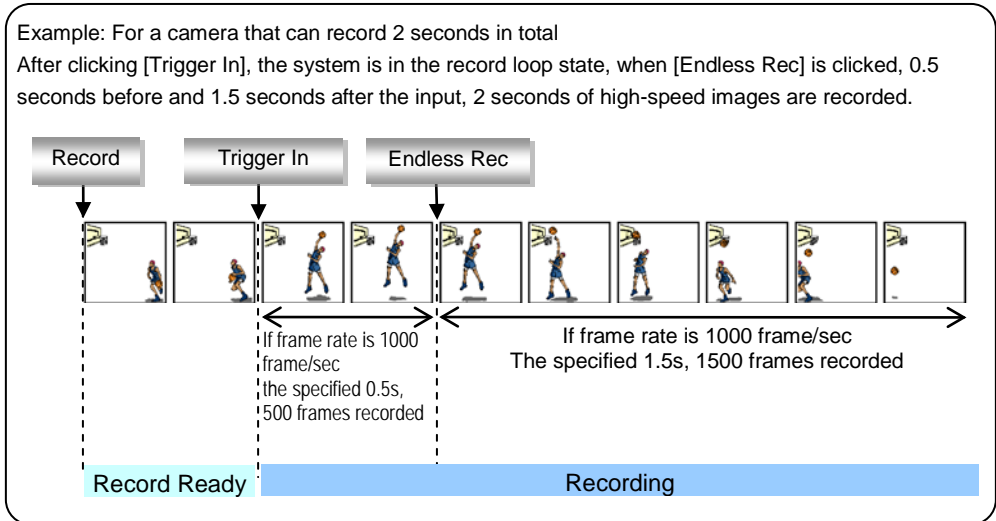 Example: For a camera that can record 2 seconds in total
After clicking [Trigger In], the system is in the record loop state, when [Endless Rec] is clicked, 0.5
seconds before and 1.5 seconds after the input, 2 seconds of high-speed images are recorded.
Record
Trigger In
Endless Rec
If frame rate is 1000
frame/sec
the specified 0.5s,
500 frames recorded
If frame rate is 1000 frame/sec
The specified 1.5s, 1500 frames recorded
Record Ready
Recording